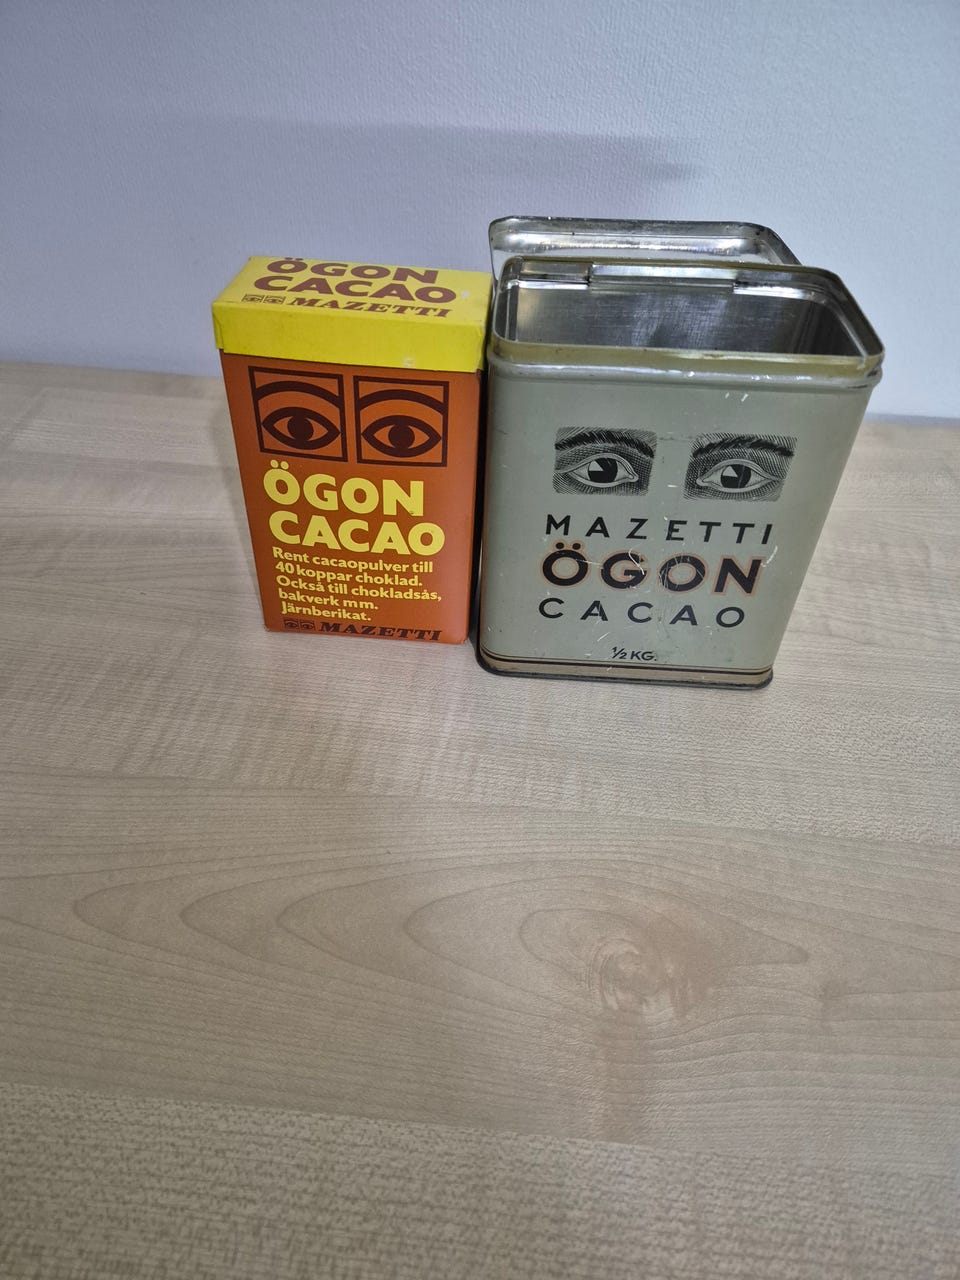 ÖGON
CACAO
MAZETTI
ÖGON
CACAO
Rent cacaopulver till
40 koppar choklad.
Också till chokladsås,
bakverk mm.
Järnberikat.
MAZETTI
MAZETTI
ÖGON
CACAO
½ KG.